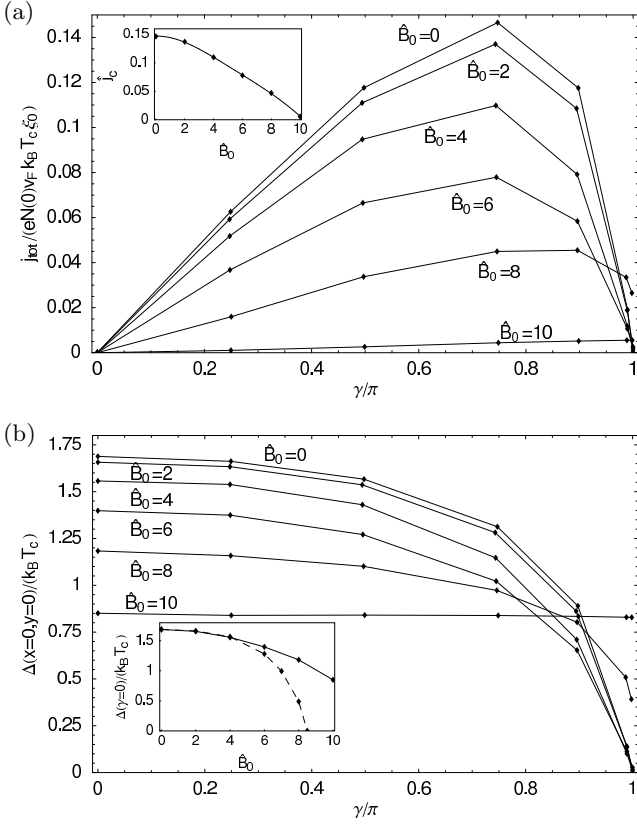 (a)
0.14
0.12
0.1
0.08
0.06
0.04
0.02
0
j_tot/(eN(0)v_F k_B T_c ξ_0)
0.15
0.1
0.05
0
ĵ_c
0 2 4 6 8 10
B̂_0
B̂_0=0
B̂_0=2
B̂_0=4
B̂_0=6
B̂_0=8
B̂_0=10
0 0.2 0.4 0.6 0.8 1
γ/π
(b)
1.75
1.5
1.25
1
0.75
0.5
0.25
0
Δ(x=0,y=0)/(k_B T_c)
B̂_0=0
B̂_0=2
B̂_0=4
B̂_0=6
B̂_0=8
B̂_0=10
1.5
1
0.5
0
Δ(γ=0)/(k_B T_c)
0 2 4 6 8 10
B̂_0
0 0.2 0.4 0.6 0.8 1
γ/π